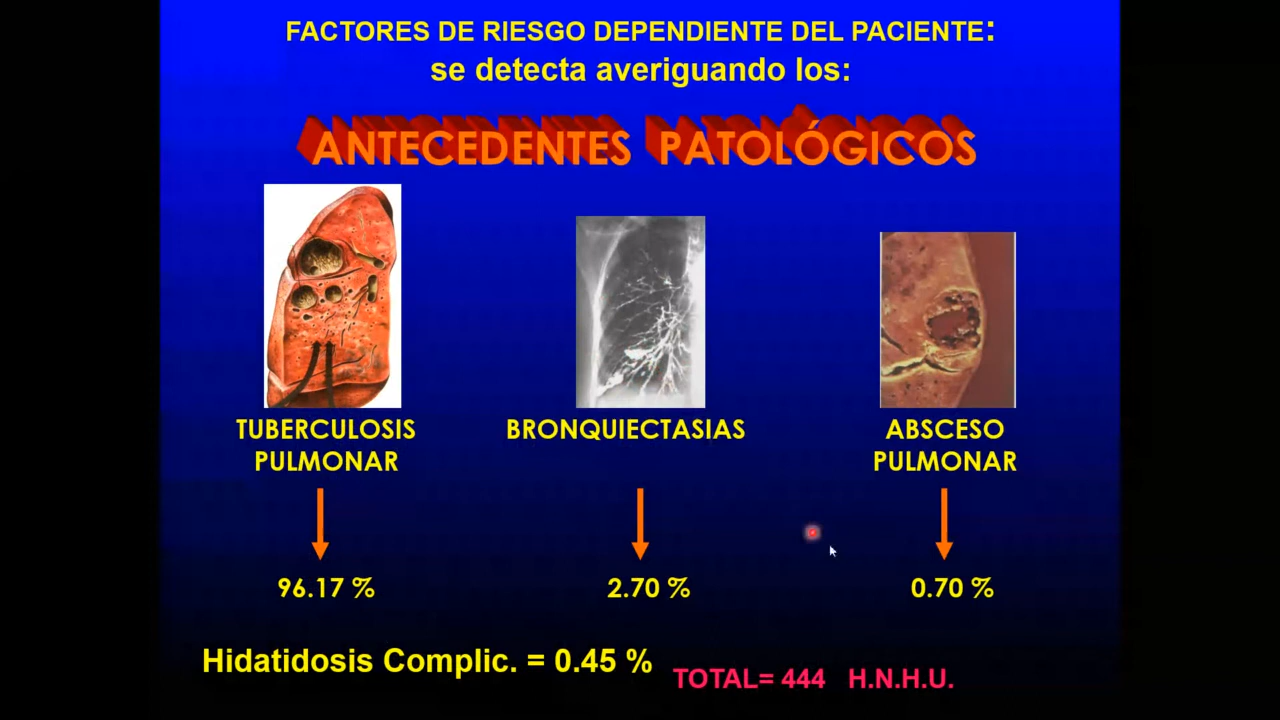 FACTORES DE RIESGO DEPENDIENTE DEL PACIENTE:
se detecta averiguando los:
ANTECEDENTES PATOLÓGICOS
TUBERCULOSIS
PULMONAR
BRONQUIECTASIAS
ABSCESO
PULMONAR
96.17 %
2.70 %
0.70 %
Hidatidosis Complic. = 0.45 %
TOTAL= 444 H.N.H.U.